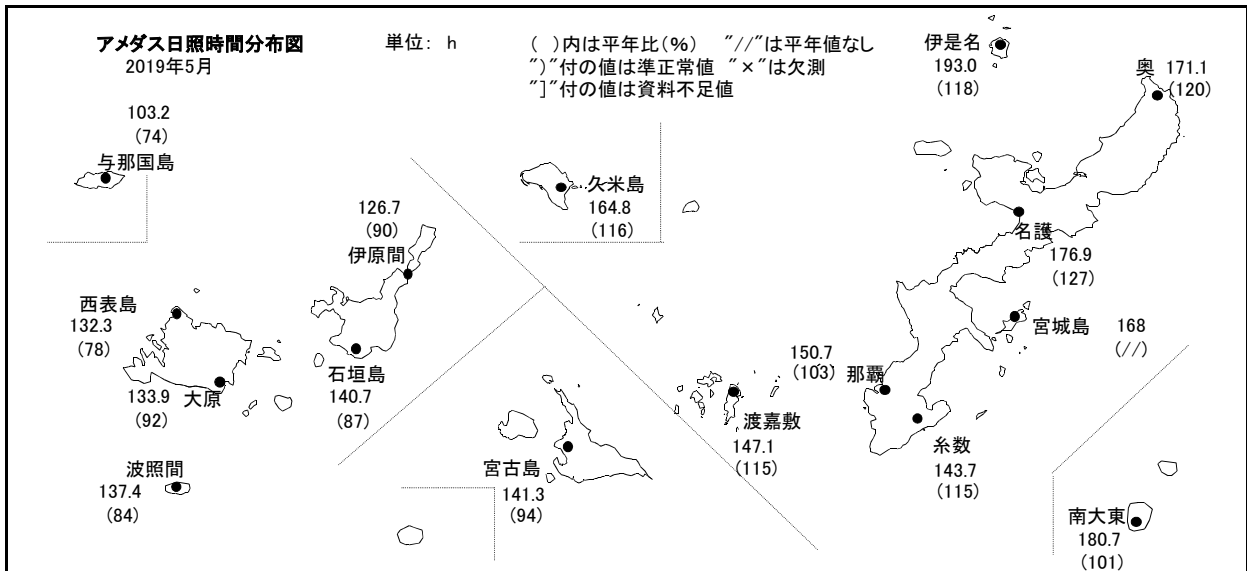 アメダス日照時間分布図
2019年5月
単位: h
( )内は平年比(%) "//"は平年値なし
")"付の値は準正常値 "×"は欠測
"]"付の値は資料不足値
伊是名
193.0
(118)
奥 171.1
(120)
103.2
(74)
与那国島
久米島
164.8
(116)
126.7
(90)
伊原間
名護
176.9
(127)
西表島
132.3
(78)
宮城島 168
(//)
石垣島
140.7
(87)
大原
133.9
(92)
150.7
(103)
那覇
渡嘉敷
147.1
(115)
糸数
143.7
(115)
波照間
137.4
(84)
宮古島
141.3
(94)
南大東
180.7
(101)